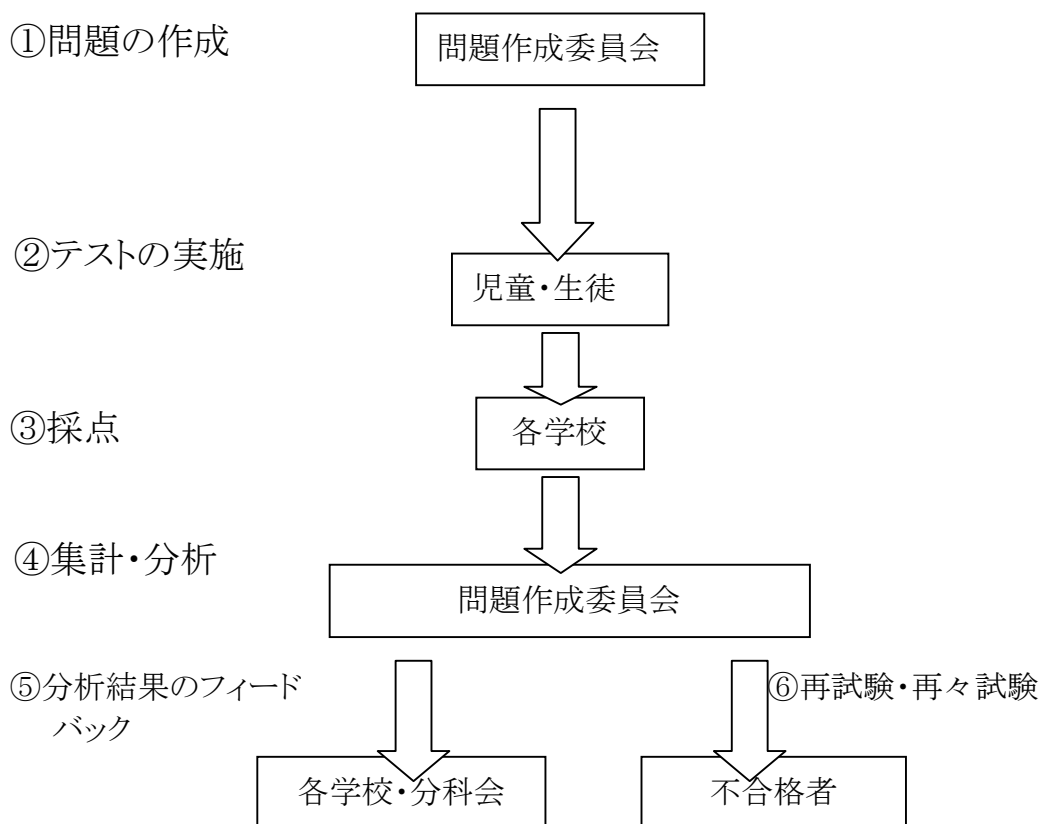 ①問題の作成
問題作成委員会
②テストの実施
児童・生徒
③採点
各学校
④集計・分析
問題作成委員会
⑤分析結果のフィード
バック
⑥再試験・再々試験
各学校・分科会
不合格者